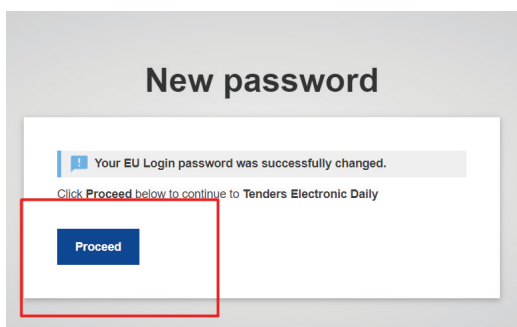 New password
Your EU Login password was successfully changed.
Click Proceed below to continue to Tenders Electronic Daily
Proceed